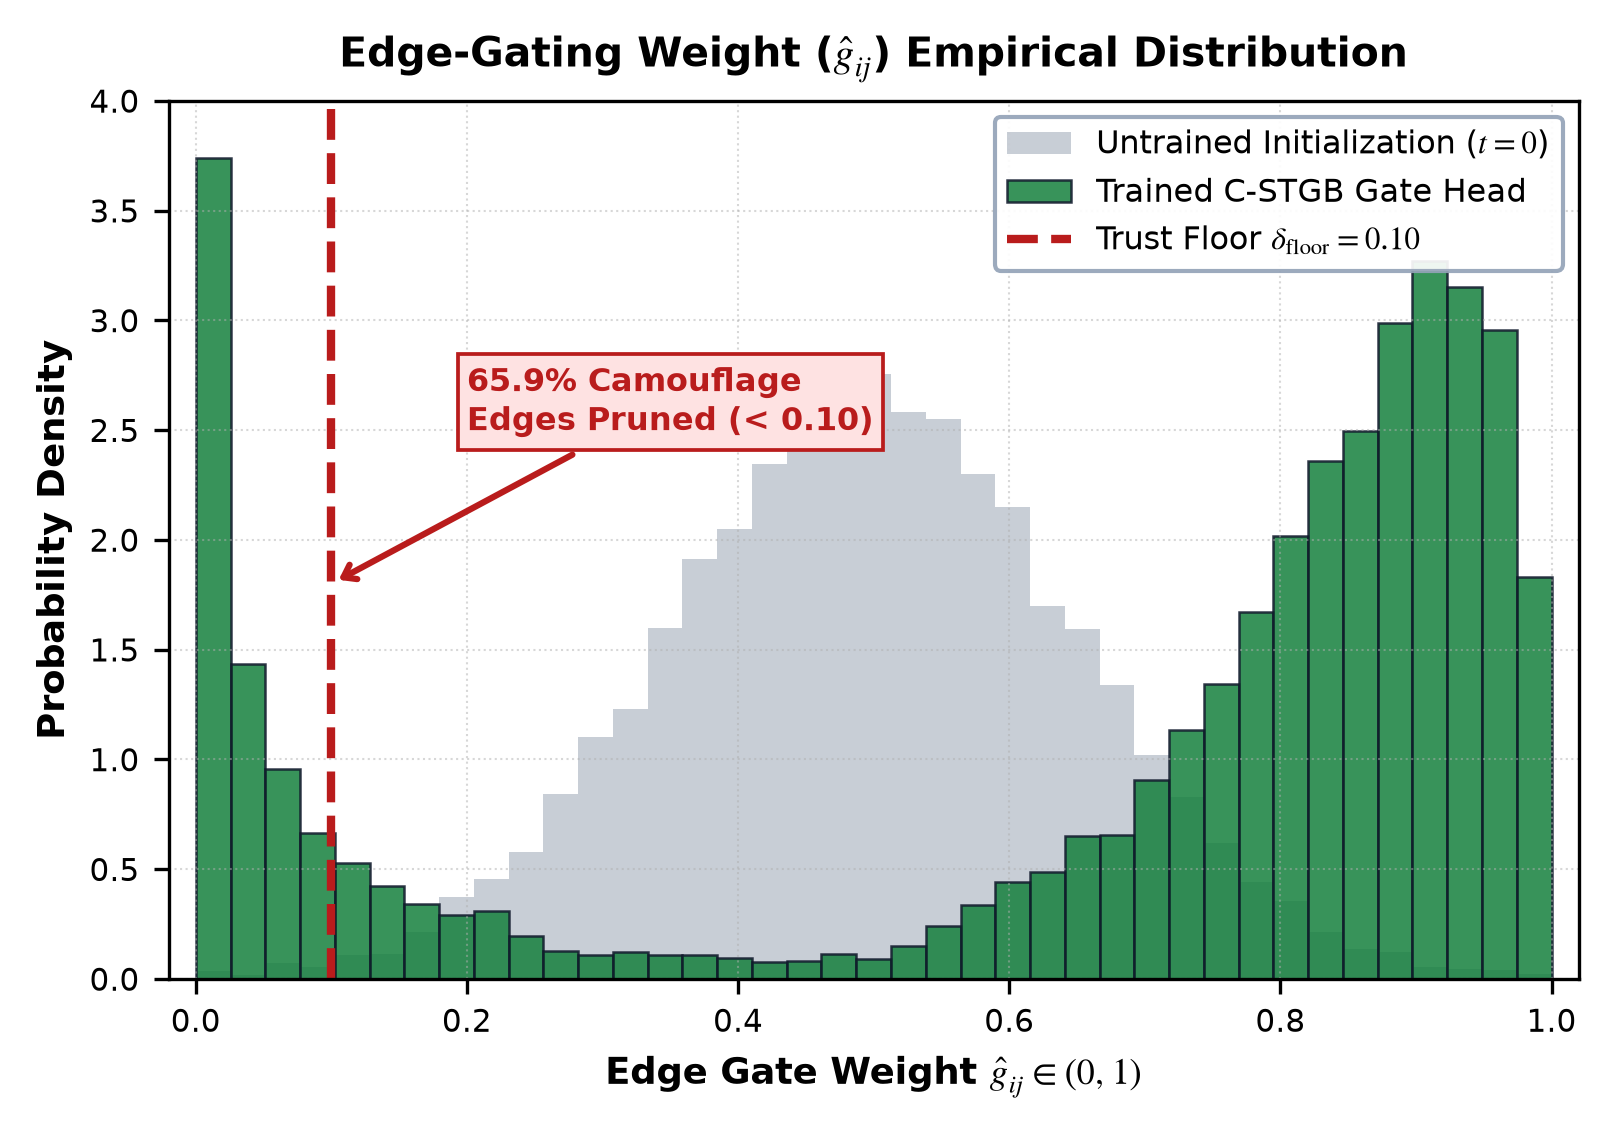 Edge-Gating Weight (ĝij) Empirical Distribution
Untrained Initialization (t = 0)
Trained C-STGB Gate Head
Trust Floor δfloor = 0.10
65.9% Camouflage
Edges Pruned (< 0.10)
Probability Density
4.0
3.5
3.0
2.5
2.0
1.5
1.0
0.5
0.0
0.0 0.2 0.4 0.6 0.8 1.0
Edge Gate Weight ĝij ∈ (0, 1)